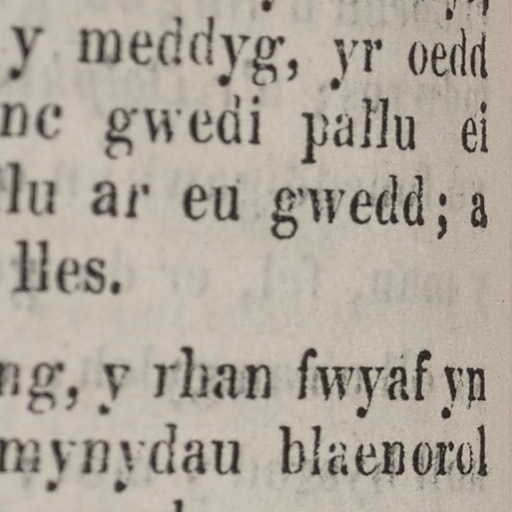 y meddyg, yr oedd
nc gwedi pallu ei
lu ar eu gwedd; a
lles.
ng, y rhan fwyaf yn
mynydau blaenorol